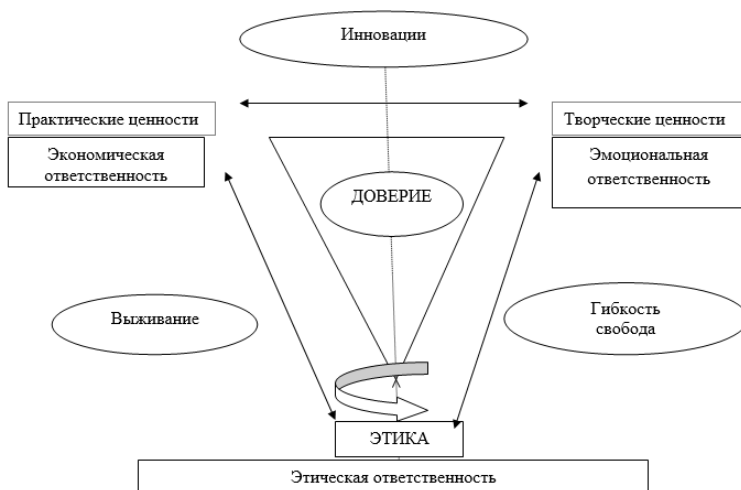 Инновации
Практические ценности
Творческие ценности
Экономическая
ответственность
Эмоциональная
ответственность
ДОВЕРИЕ
Выживание
Гибкость
свобода
ЭТИКА
Этическая ответственность